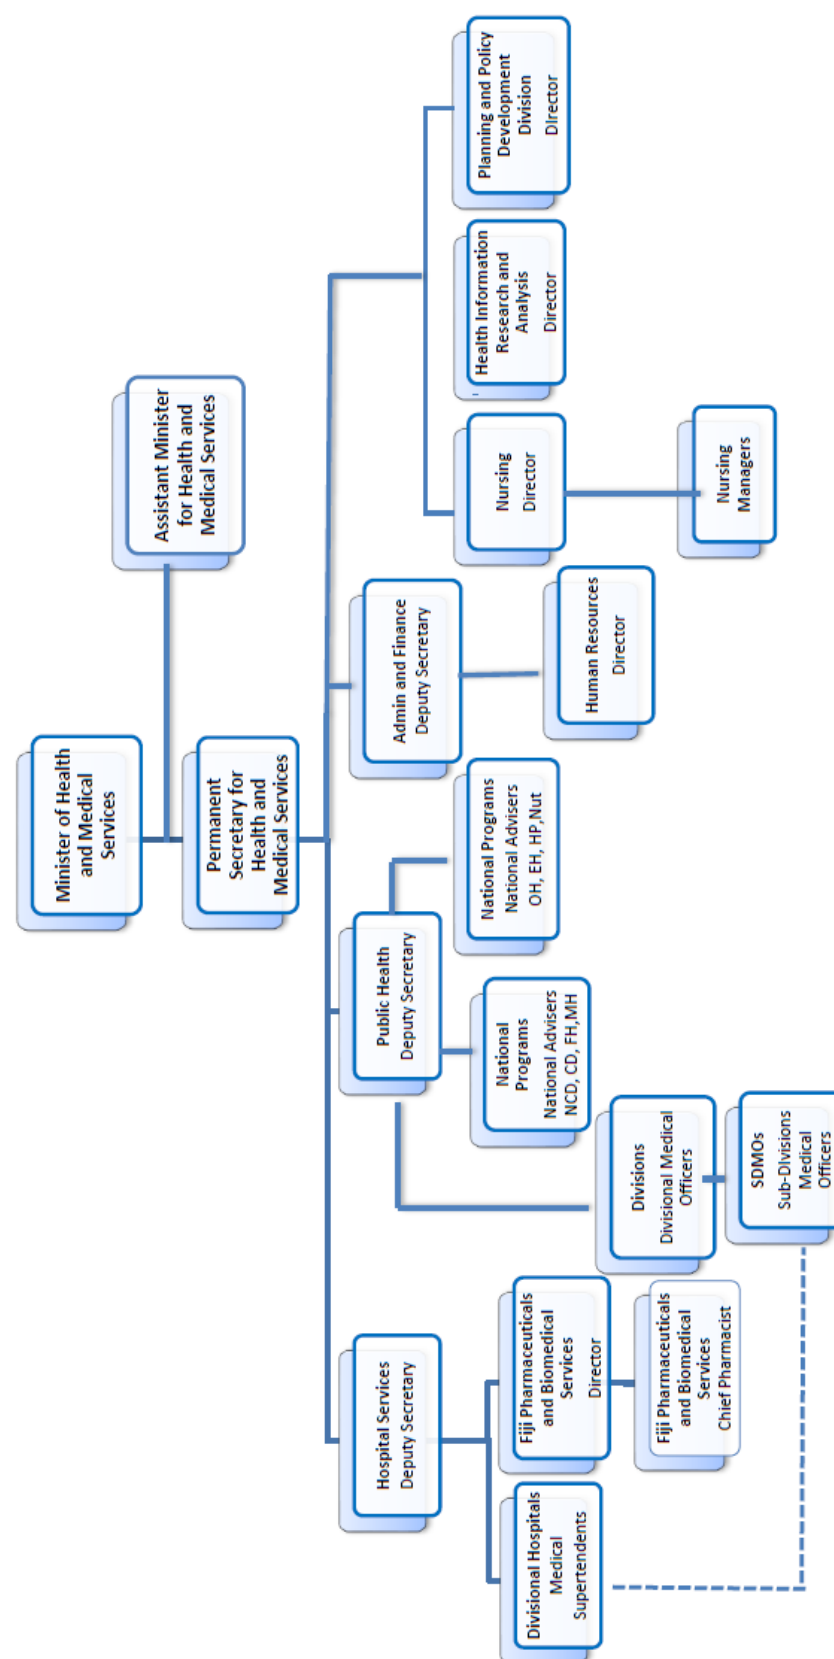 Minister of Health
and Medical
Services
Assistant Minister
for Health and
Medical Services
Permanent
Secretary for
Health and
Medical Services
Hospital Services
Deputy Secretary
Public Health
Deputy Secretary
Admin and Finance
Deputy Secretary
Divisional Hospitals
Medical
Supertendents
Fiji Pharmaceuticals
and Biomedical
Services
Director
Fiji Pharmaceuticals
and Biomedical
Services
Chief Pharmacist
Divisions
Divisional Medical
Officers
SDMOs
Sub-DIvisions
Medical
Officers
National
Programs
National Advisers
NCD, CD, FH,MH
National Programs
National Advisers
OH, EH, HP,Nut
Human Resources
Director
Nursing
Director
Nursing
Managers
Health Information
Research and
Analysis
Director
Planning and Policy
Development
Division
DIrector